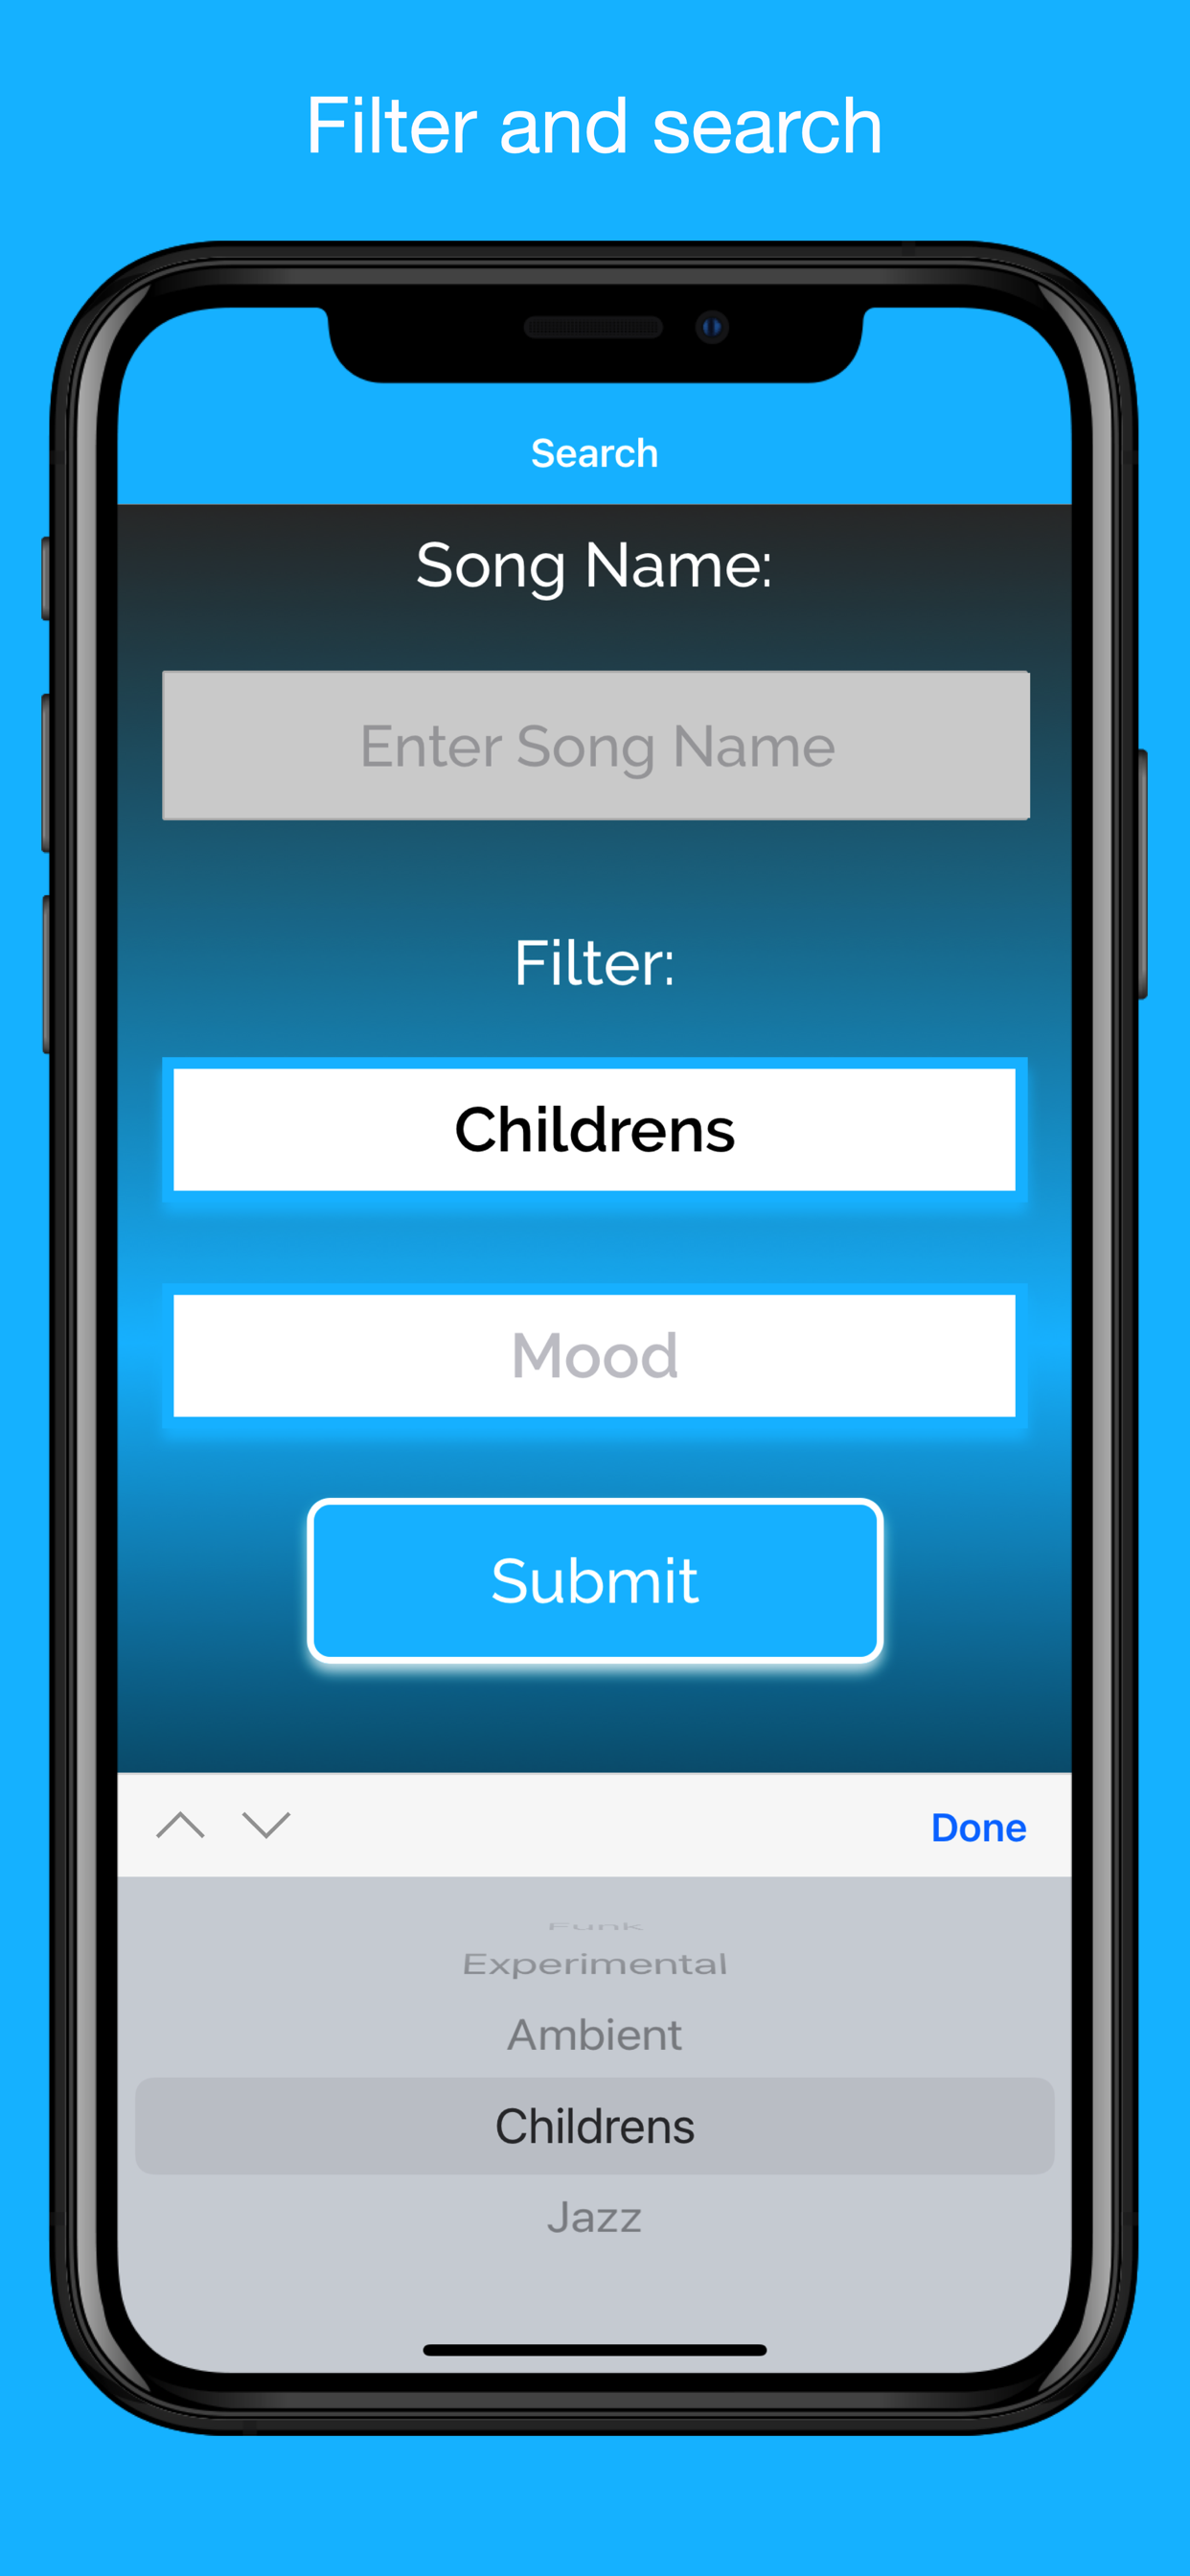 Filter and search
Search
Song Name:
Enter Song Name
Filter:
Childrens
Mood
Submit
Done
Funk
Experimental
Ambient
Childrens
Jazz